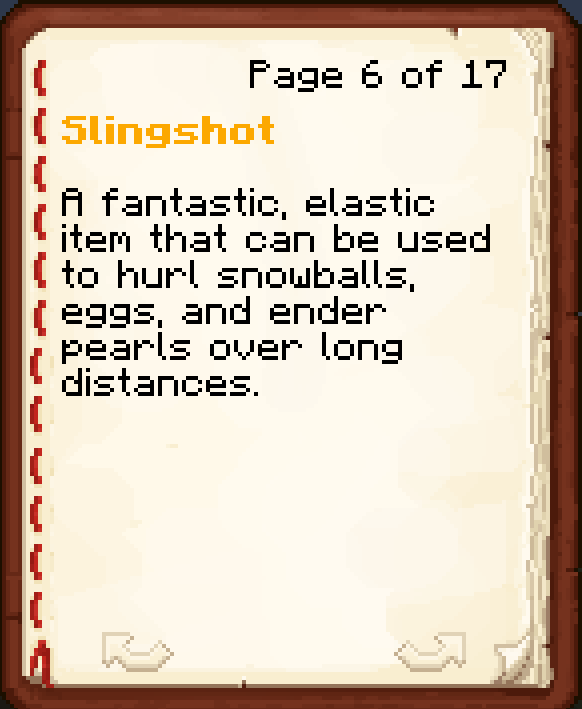 Page 6 of 17
Slingshot
A fantastic, elastic
item that can be used
to hurl snowballs,
eggs, and ender
pearls over long
distances.